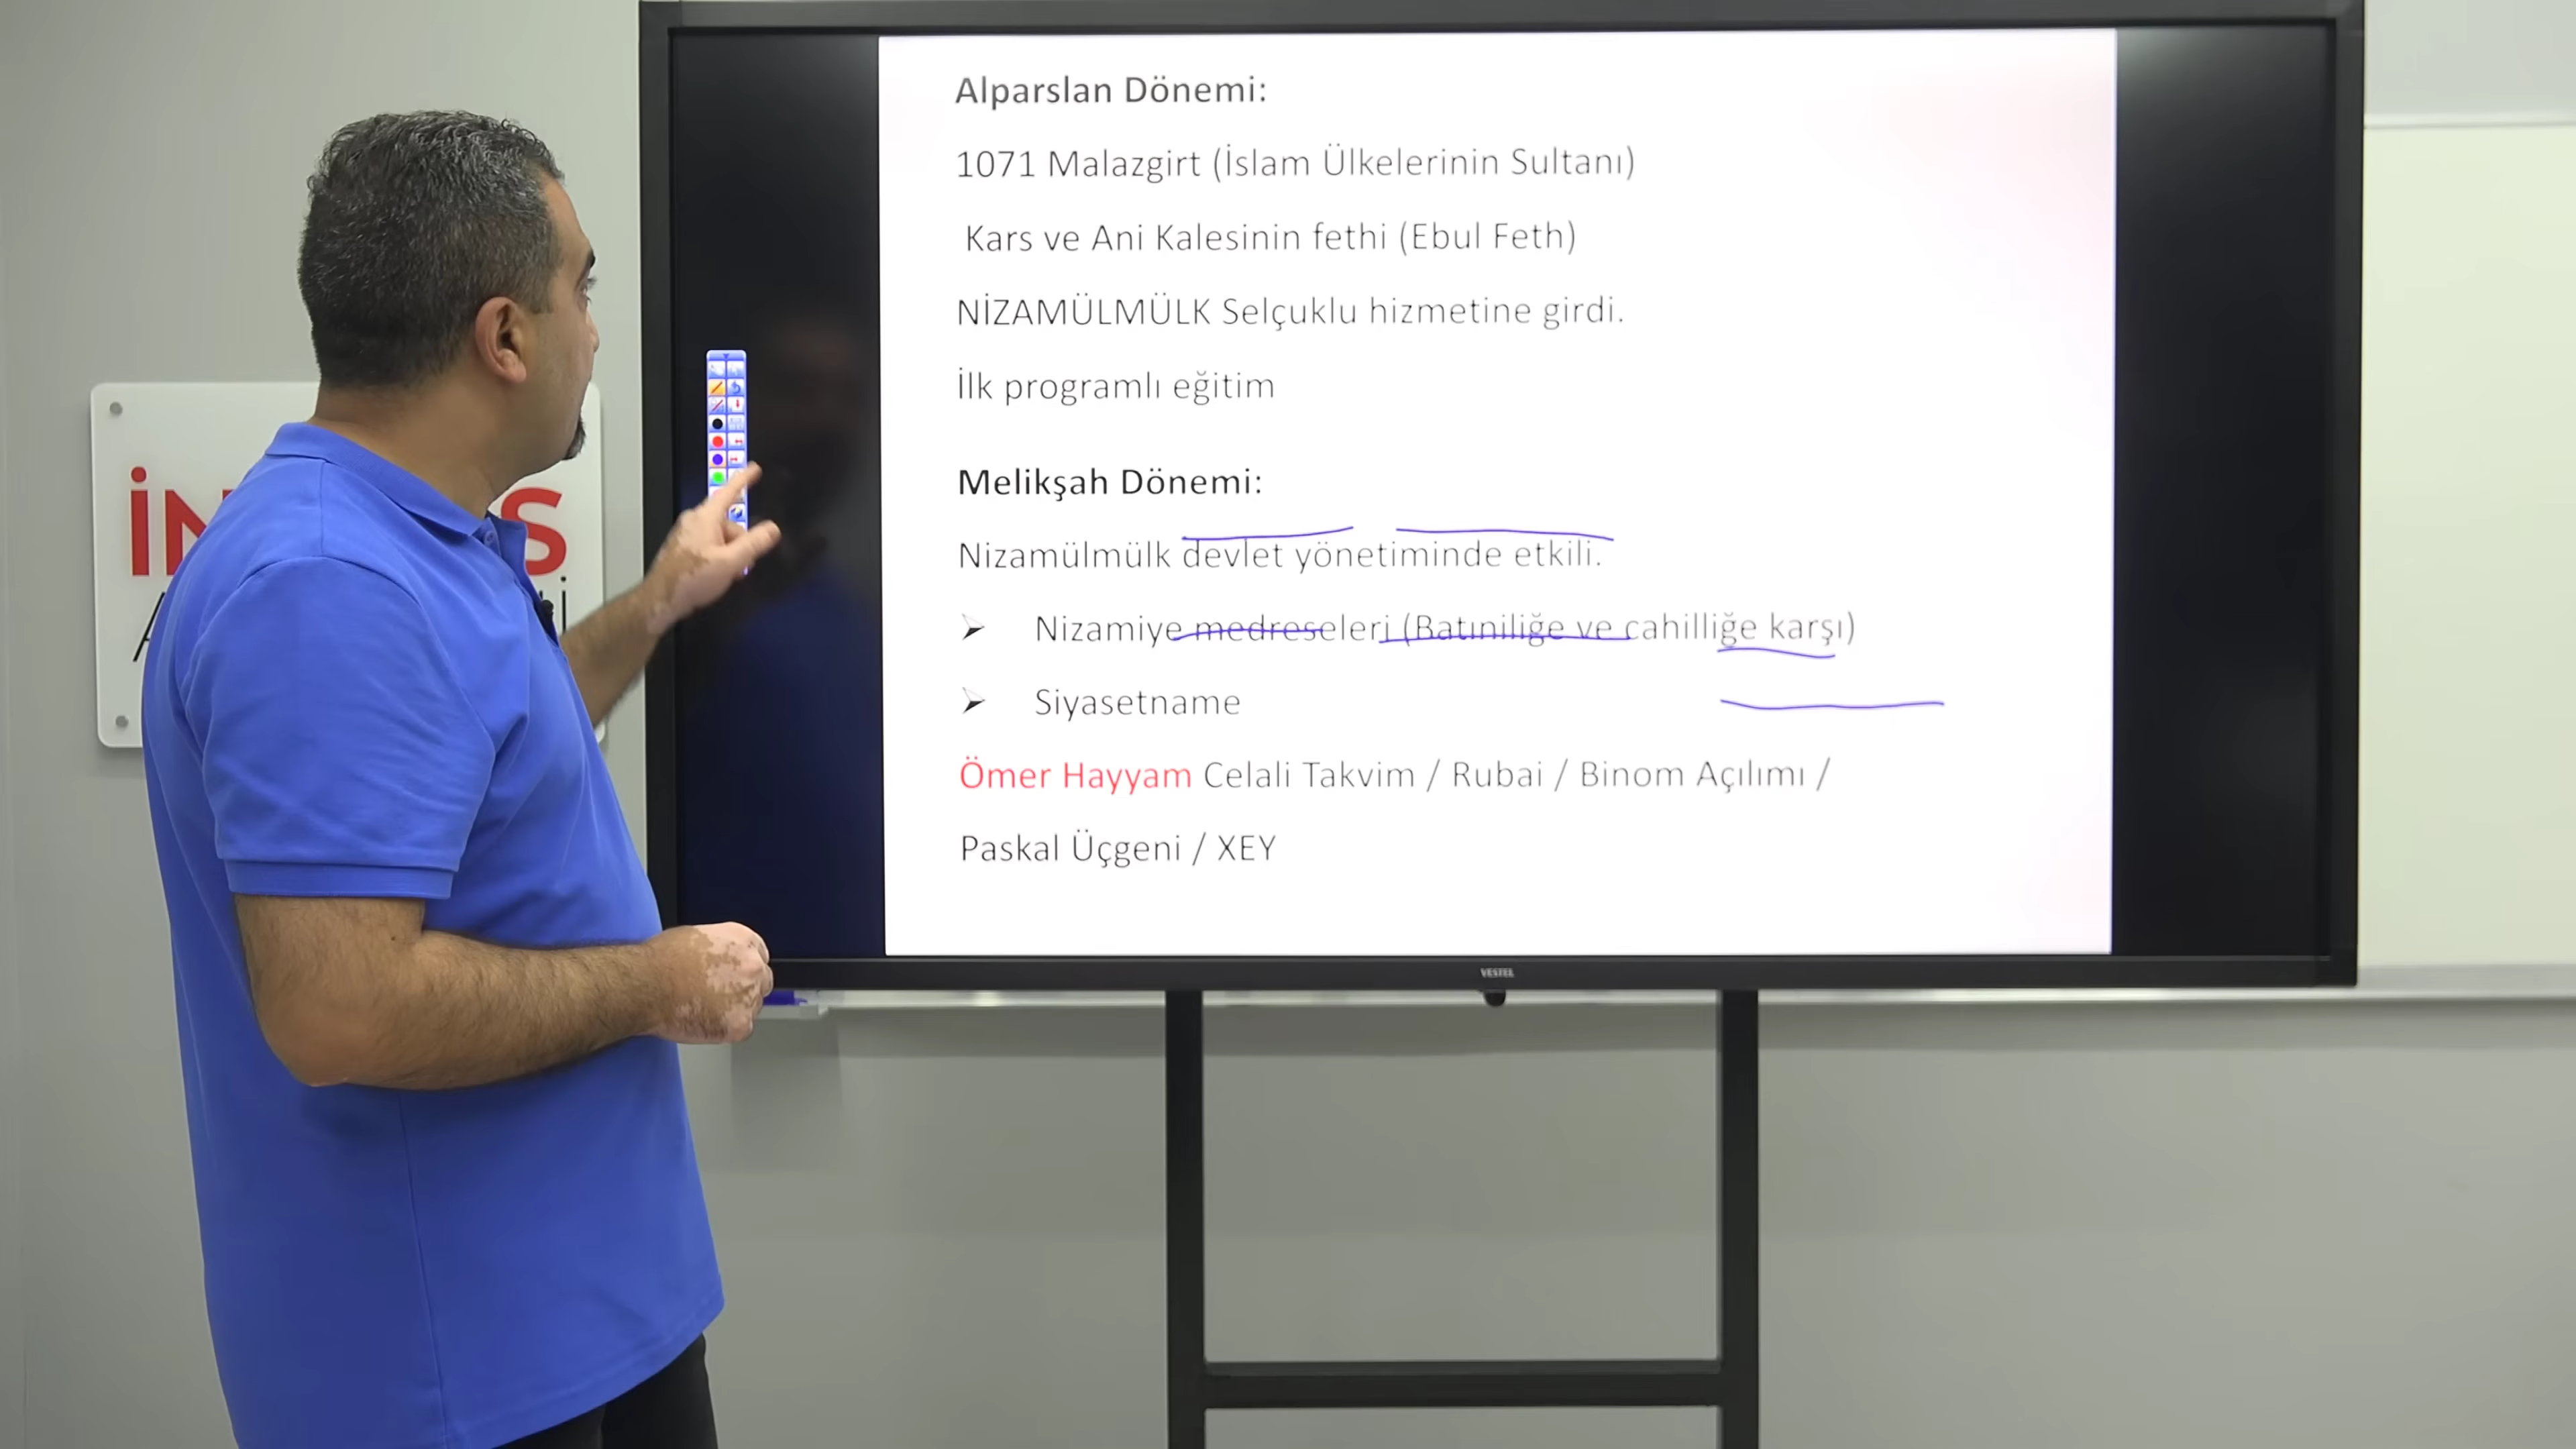 Alparslan Dönemi:
1071 Malazgirt (İslam Ülkelerinin Sultanı)
Kars ve Ani Kalesinin fethi (Ebul Feth)
NİZAMÜLMÜLK Selçuklu hizmetine girdi.
İlk programlı eğitim
Melikşah Dönemi:
Nizamülmülk devlet yönetiminde etkili.
➢ Nizamiye medreseleri (Batıniliğe ve cahilliğe karşı)
➢ Siyasetname
Ömer Hayyam Celali Takvim / Rubai / Binom Açılımı /
Paskal Üçgeni / XEY
VESTEL